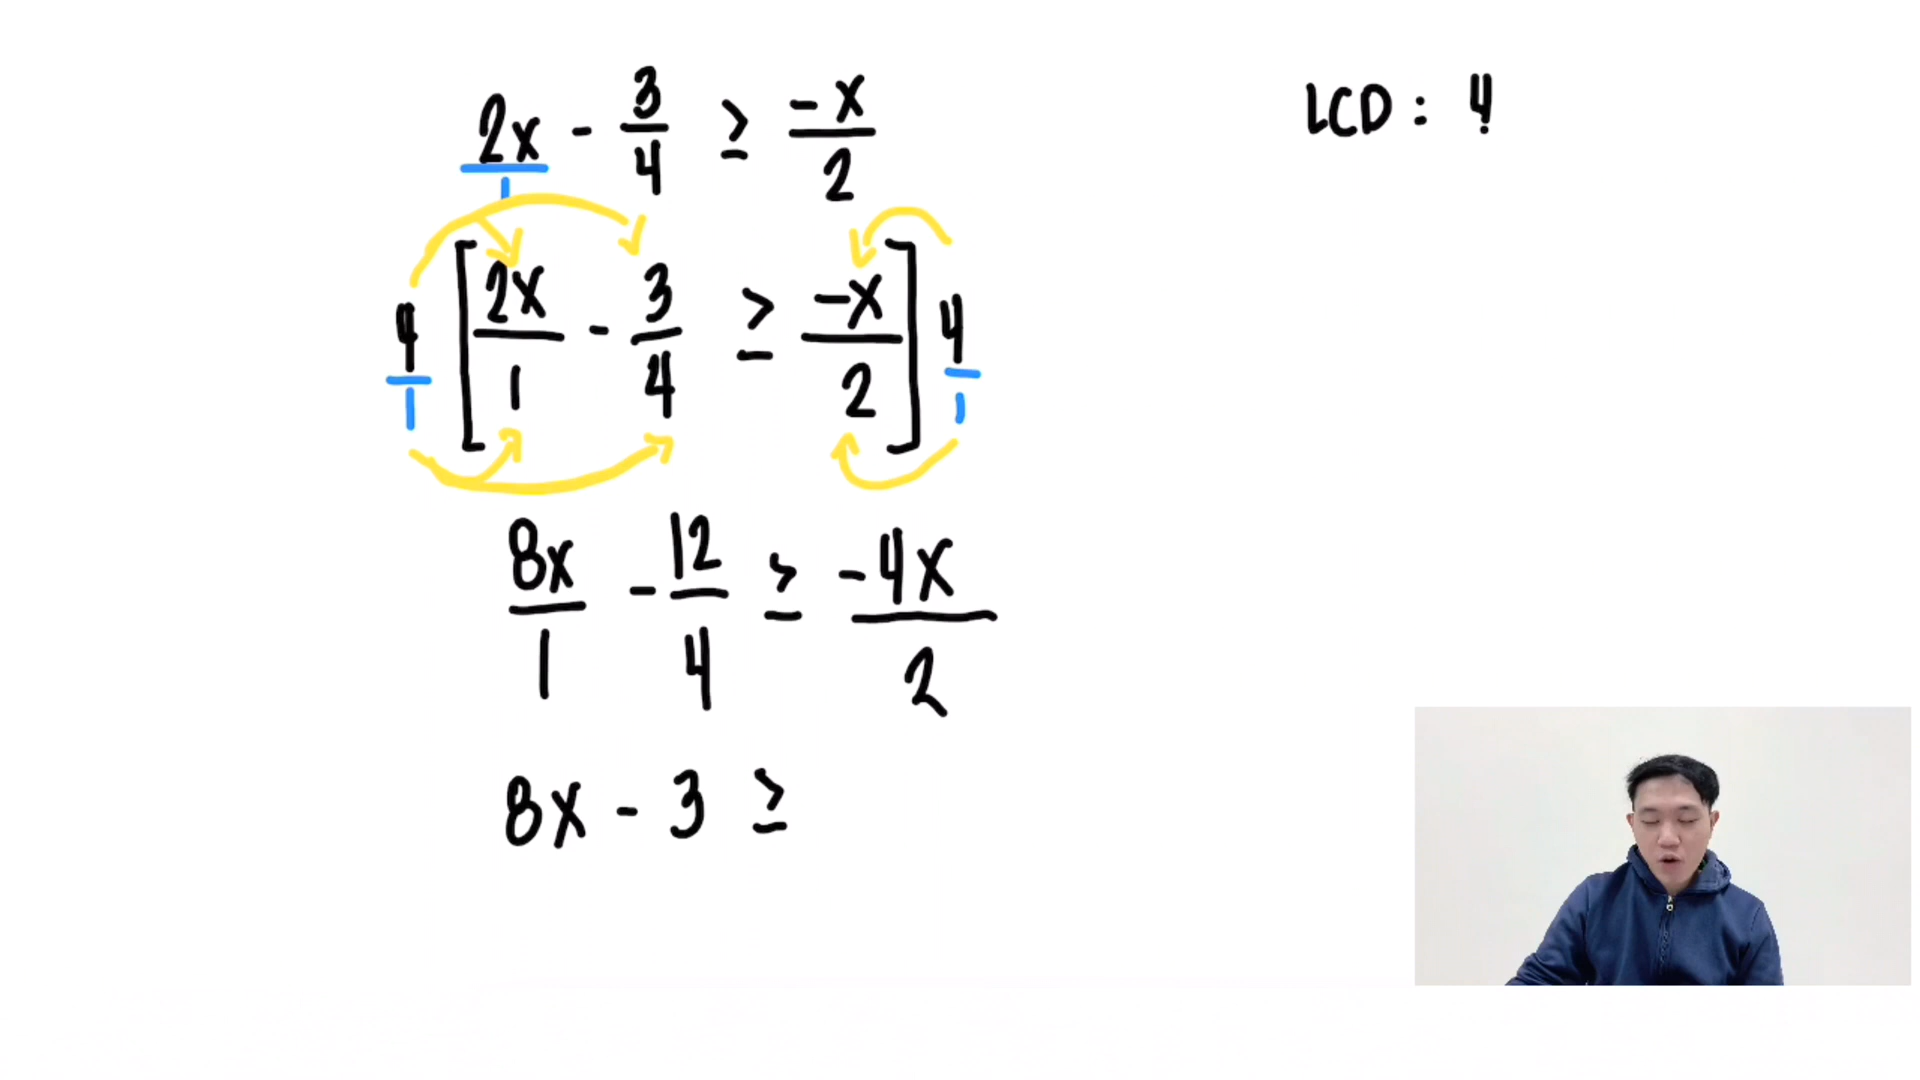 2x - 3/4 ≥ -x/2
1
LCD: 4
4/1 [2x/1 - 3/4 ≥ -x/2] 4/1
8x/1 - 12/4 ≥ -4x/2
8x - 3 ≥